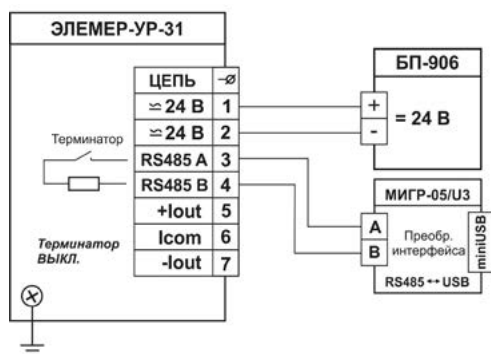 ЭЛЕМЕР-УР-31
ЦЕПЬ
≂ 24 В 1
≂ 24 В 2
RS485 A 3
RS485 B 4
+Iout 5
Icom 6
-Iout 7
Терминатор
Терминатор
ВЫКЛ.
БП-906
+
-
= 24 В
МИГР-05/U3
A
B
Преобр.
интерфейса
miniUSB
RS485 ↔ USB